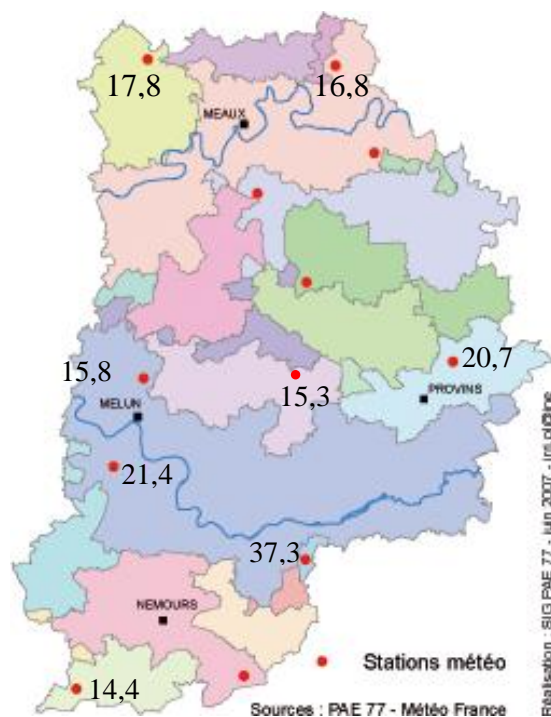 17,8
16,8
MEAUX
20,7
15,8
15,3
PROVINS
MELUN
21,4
37,3
NEMOURS
Stations météo
14,4
Sources : PAE 77 - Météo France
Réalisation : SIG PAE 77 - juin 2007 -